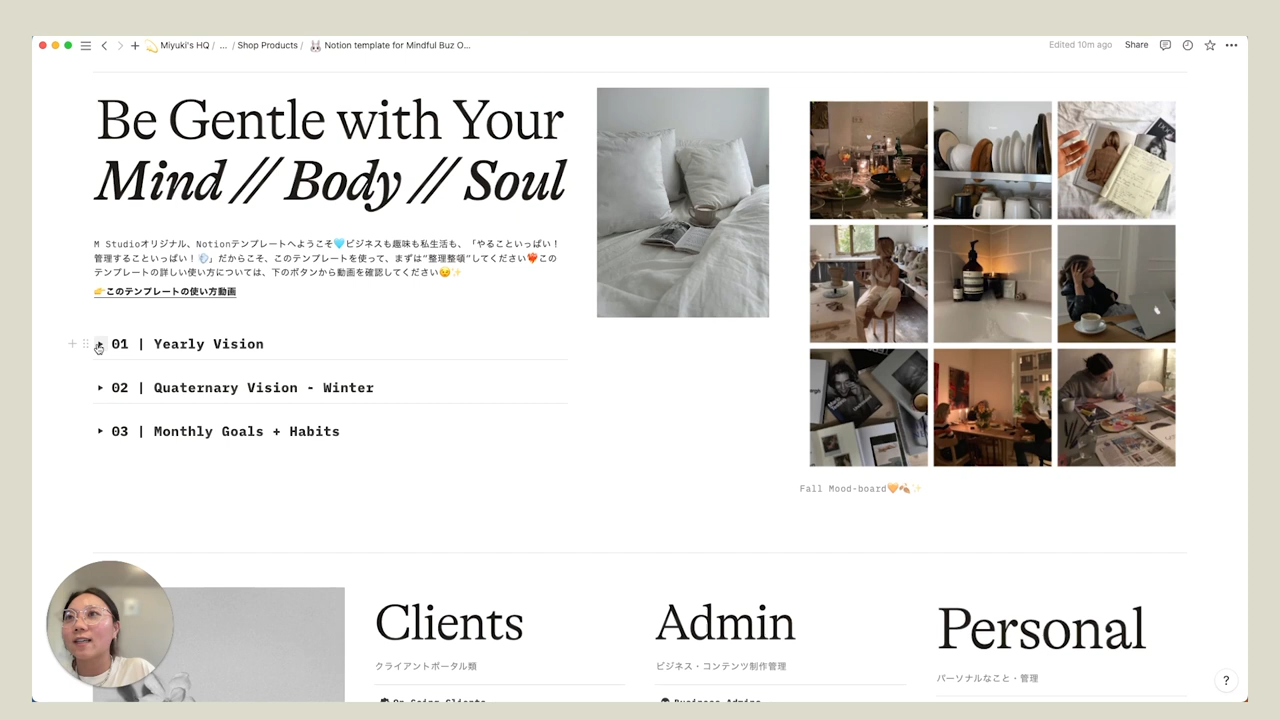 Miyuki's HQ / ... / Shop Products / Notion template for Mindful Buz O...
Edited 10m ago Share
Be Gentle with Your
Mind // Body // Soul
M Studioオリジナル、Notionテンプレートへようこそ🩵ビジネスも趣味も私生活も、「やることいっぱい！
管理することいっぱい！💨」だからこそ、このテンプレートを使って、まずは“整理整頓”してください❤️‍🔥この
テンプレートの詳しい使い方については、下のボタンから動画を確認してください😉✨
👉このテンプレートの使い方動画
01 | Yearly Vision
02 | Quaternary Vision - Winter
03 | Monthly Goals + Habits
Fall Mood-board🧡🍂✨
Clients
クライアントポータル類
On Going Clients
Admin
ビジネス・コンテンツ制作管理
Business Admins
Personal
パーソナルなこと・管理
?